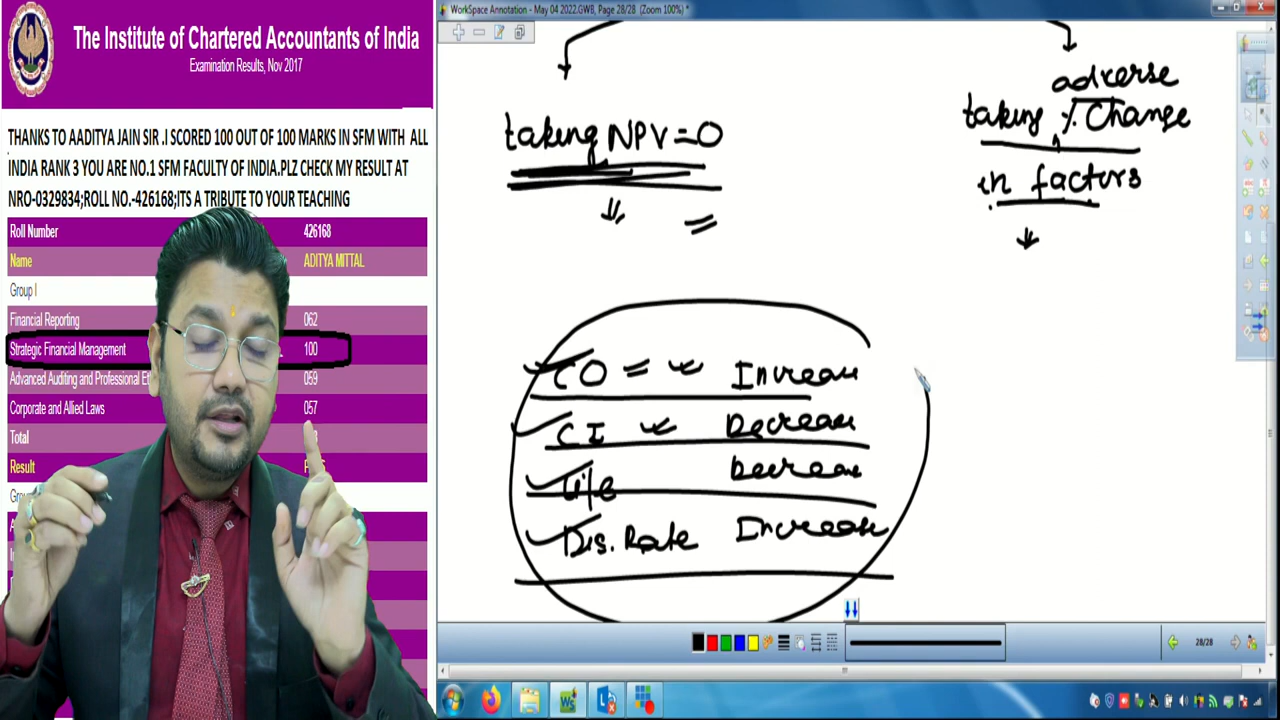 The Institute of Chartered Accountants of India
Examination Results, Nov 2017
THANKS TO AADITYA JAIN SIR .I SCORED 100 OUT OF 100 MARKS IN SFM WITH ALL
INDIA RANK 3 YOU ARE NO.1 SFM FACULTY OF INDIA.PLZ CHECK MY RESULT AT
NRO-0329834;ROLL NO.-426168;ITS A TRIBUTE TO YOUR TEACHING
Roll Number 426168
Name ADITYA MITTAL
Group I
Financial Reporting 062
Strategic Financial Management 100
Advanced Auditing and Professional 059
Corporate and Allied Laws 057
Total
Result
WorkSpace Annotation - May 04 2022.GWB, Page 28/28 (Zoom 100%) *
taking NPV=0
adverse
taking % Change
in factors
CO = Increase
CI Decrease
Life Decrease
Dis. Rate Increase
28/28